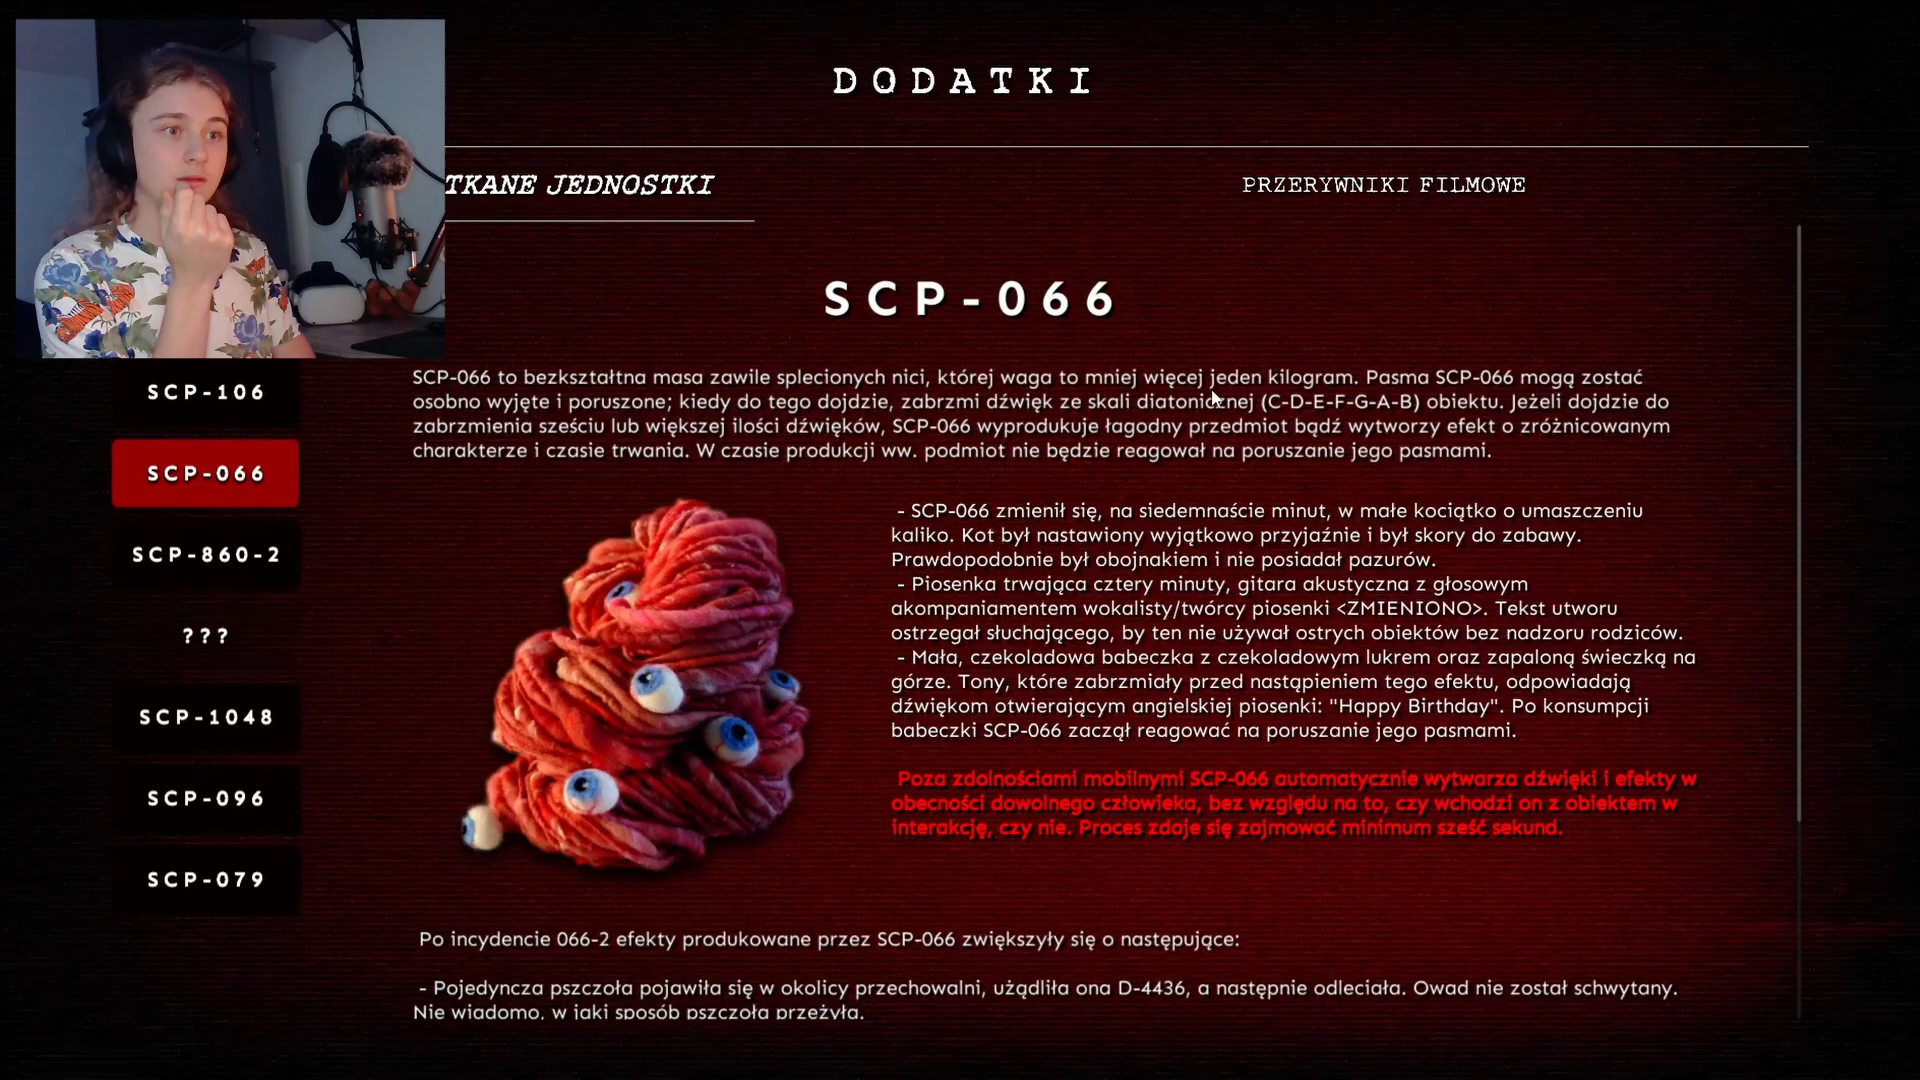 DODATKI
TKANE JEDNOSTKI
PRZERYWNIKI FILMOWE
SCP-106
SCP-066
SCP-860-2
???
SCP-1048
SCP-096
SCP-079
SCP-066
SCP-066 to bezkształtna masa zawile splecionych nici, której waga to mniej więcej jeden kilogram. Pasma SCP-066 mogą zostać
osobno wyjęte i poruszone; kiedy do tego dojdzie, zabrzmi dźwięk ze skali diatonicznej (C-D-E-F-G-A-B) obiektu. Jeżeli dojdzie do
zabrzmienia sześciu lub większej ilości dźwięków, SCP-066 wyprodukuje łagodny przedmiot bądź wytworzy efekt o zróżnicowanym
charakterze i czasie trwania. W czasie produkcji ww. podmiot nie będzie reagował na poruszanie jego pasmami.
- SCP-066 zmienił się, na siedemnaście minut, w małe kociątko o umaszczeniu
kaliko. Kot był nastawiony wyjątkowo przyjaźnie i był skory do zabawy.
Prawdopodobnie był obojnakiem i nie posiadał pazurów.
- Piosenka trwająca cztery minuty, gitara akustyczna z głosowym
akompaniamentem wokalisty/twórcy piosenki <ZMIENIONO>. Tekst utworu
ostrzegał słuchającego, by ten nie używał ostrych obiektów bez nadzoru rodziców.
- Mała, czekoladowa babeczka z czekoladowym lukrem oraz zapaloną świeczką na
górze. Tony, które zabrzmiały przed nastąpieniem tego efektu, odpowiadają
dźwiękom otwierającym angielskiej piosenki: "Happy Birthday". Po konsumpcji
babeczki SCP-066 zaczął reagować na poruszanie jego pasmami.
Poza zdolnościami mobilnymi SCP-066 automatycznie wytwarza dźwięki i efekty w
obecności dowolnego człowieka, bez względu na to, czy wchodzi on z obiektem w
interakcję, czy nie. Proces zdaje się zajmować minimum sześć sekund.
Po incydencie 066-2 efekty produkowane przez SCP-066 zwiększyły się o następujące:
- Pojedyncza pszczoła pojawiła się w okolicy przechowalni, użądliła ona D-4436, a następnie odleciała. Owad nie został schwytany.
Nie wiadomo, w jaki sposób pszczoła przeżyła.